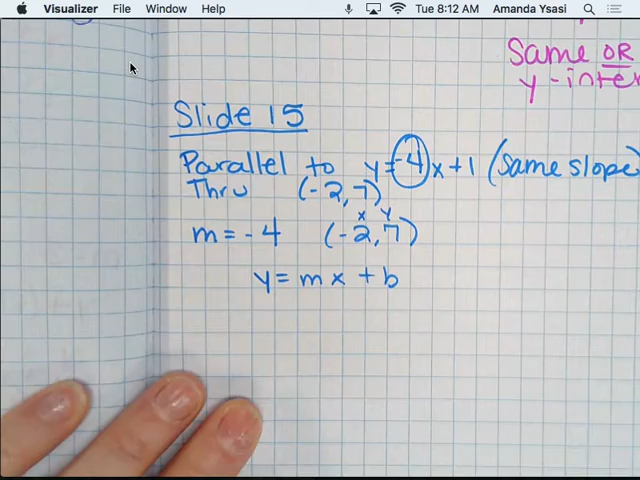 Visualizer File Window Help Tue 8:12 AM Amanda Ysasi
Same OR
y-inter
Slide 15
Parallel to y=-4x+1 (same slope)
Thru (-2,7)
x y
m=-4 (-2,7)
y=mx+b